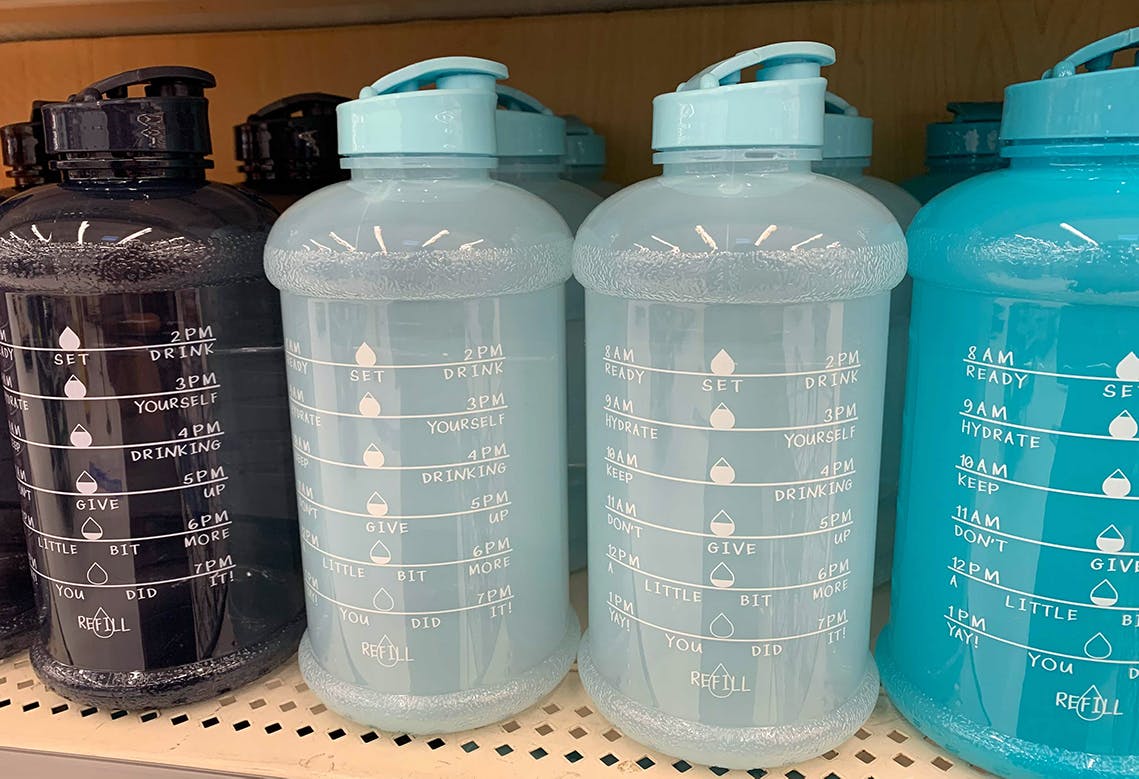 2PM
SET DRINK
3PM
YOURSELF
4PM
DRINKING
5PM
GIVE UP
6PM
LITTLE BIT MORE
7PM
YOU DID IT!
REFILL
2PM
SET DRINK
3PM
YOURSELF
4PM
DRINKING
5PM
GIVE UP
6PM
LITTLE BIT MORE
7PM
YOU DID IT!
REFILL
8AM 2PM
READY SET DRINK
9AM 3PM
HYDRATE YOURSELF
10AM 4PM
KEEP DRINKING
11AM 5PM
DON'T GIVE UP
12PM 6PM
A LITTLE BIT MORE
1PM 7PM
YAY! YOU DID IT!
REFILL
8AM
READY
9AM
HYDRATE
10AM
KEEP
11AM
DON'T GIVE
12PM
A LITTLE
1PM
YAY! YOU
REFILL